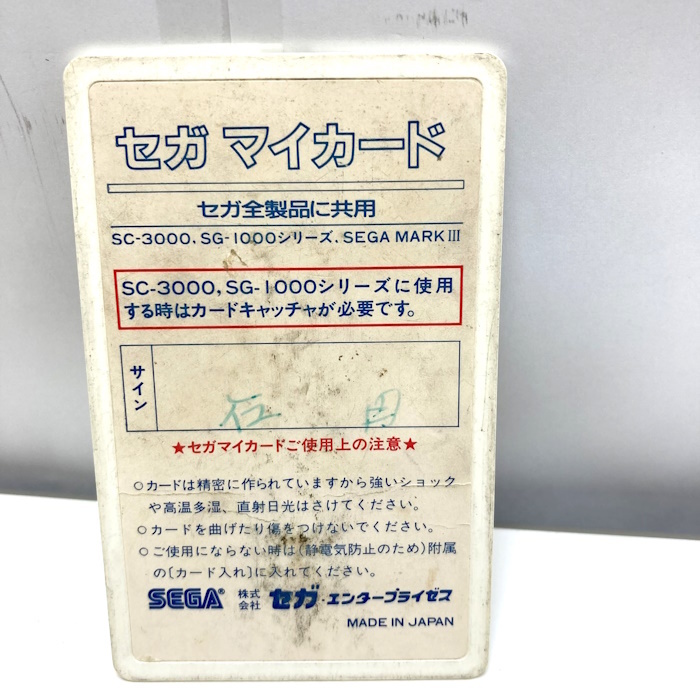 セガ マイカード
セガ全製品に共用
SC-3000、SG-1000シリーズ、SEGA MARK III
SC-3000,SG-1000シリーズに使用
する時はカードキャッチャが必要です。
サイン
★セガマイカードご使用上の注意★
○カードは精密に作られていますから強いショック
や高温多湿、直射日光はさけてください。
○カードを曲げたり傷をつけないでください。
○ご使用にならない時は(静電気防止のため)附属
の〔カード入れ〕に入れてください。
SEGA® 株式会社 セガ・エンタープライゼス
MADE IN JAPAN